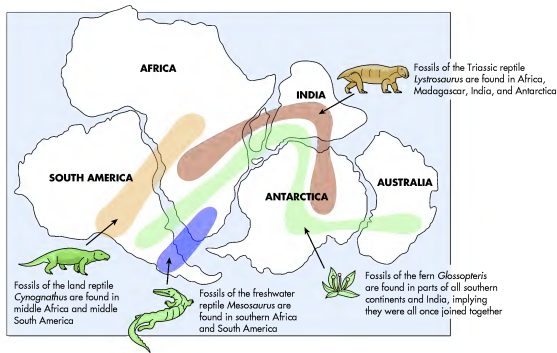 AFRICA
Fossils of the Triassic reptile
Lystrosaurus are found in Africa,
Madagascar, India, and Antarctica
INDIA
SOUTH AMERICA
ANTARCTICA
AUSTRALIA
Fossils of the land reptile
Cynognathus are found in
middle Africa and middle
South America
Fossils of the freshwater
reptile Mesosaurus are
found in southern Africa
and South America
Fossils of the fern Glossopteris
are found in parts of all southern
continents and India, implying
they were all once joined together